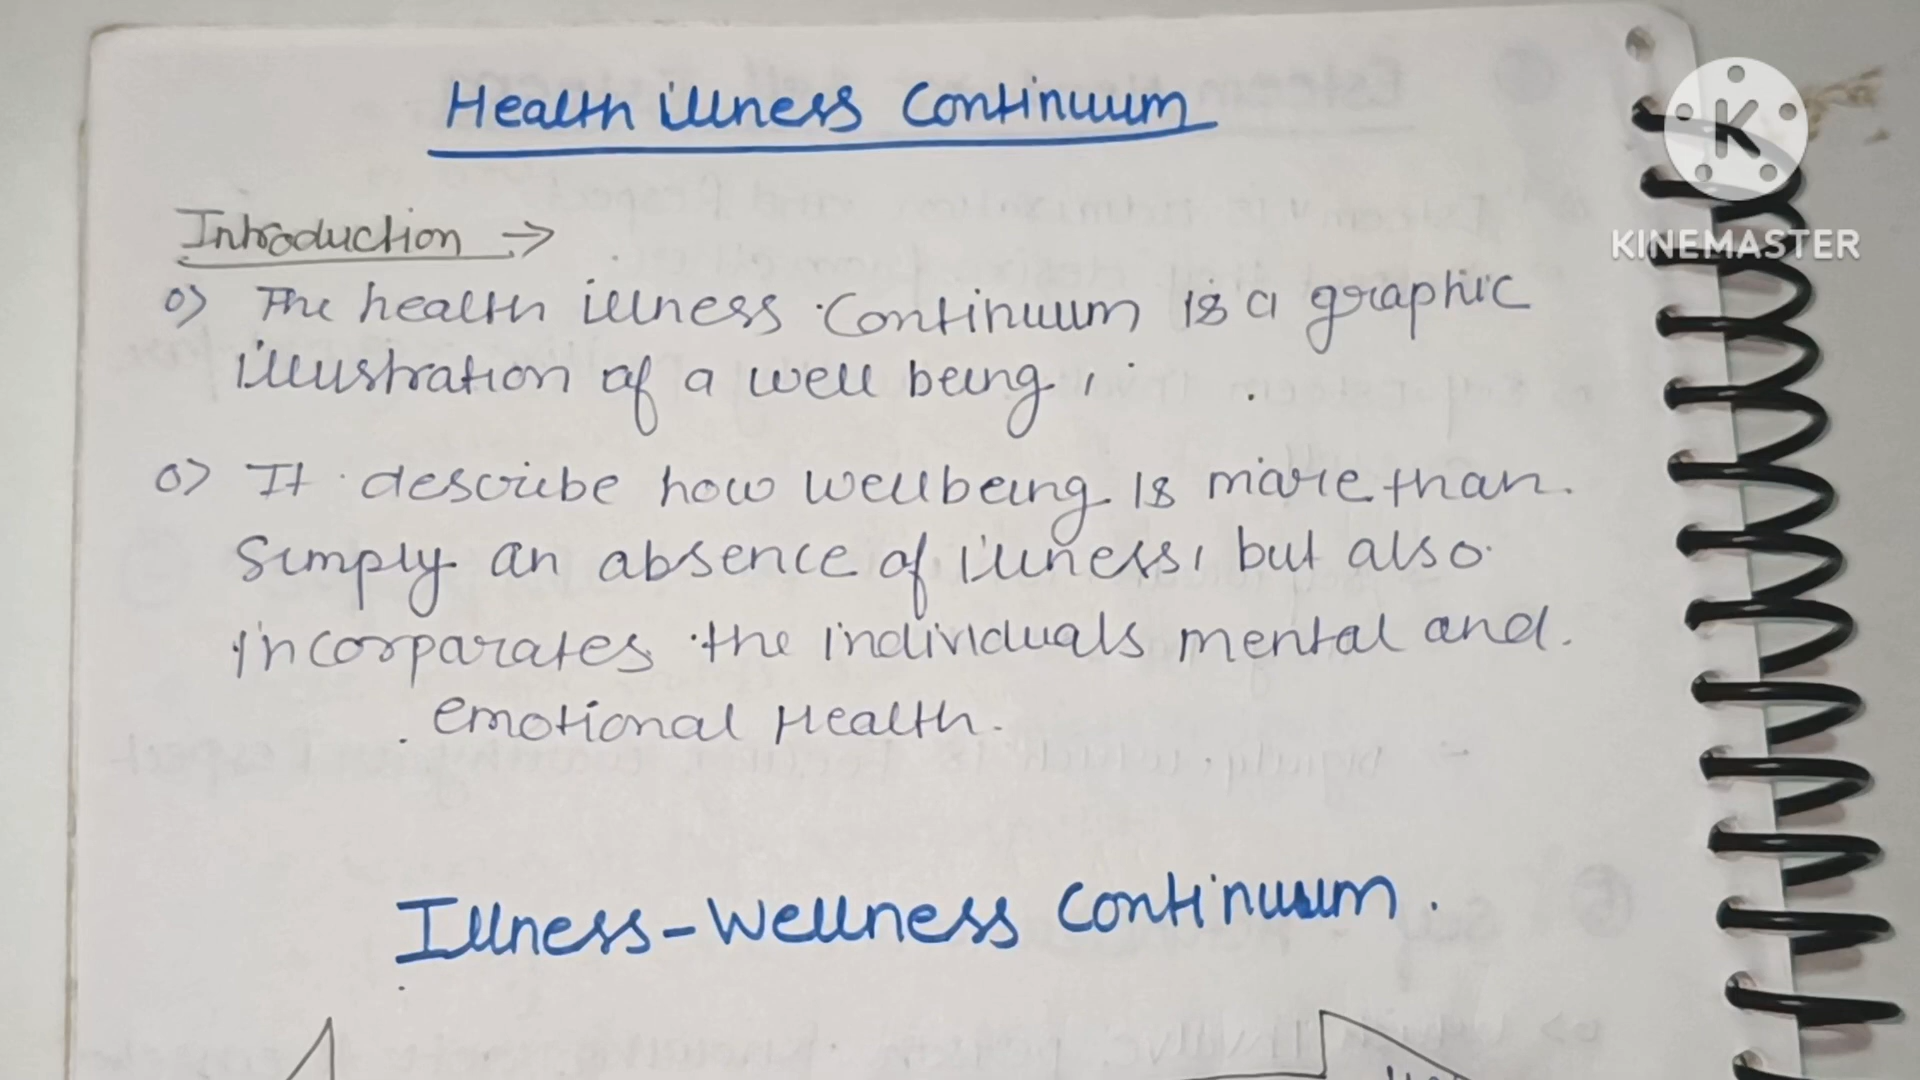 Health illness Continuum
KINEMASTER
Introduction →
o> The health illness Continuum is a graphic
illustration of a well being,
o> It describe how wellbeing is more than
Simply an absence of illness, but also
incorparates the individuals mental and
emotional Health.
Illness-Wellness Continuum.